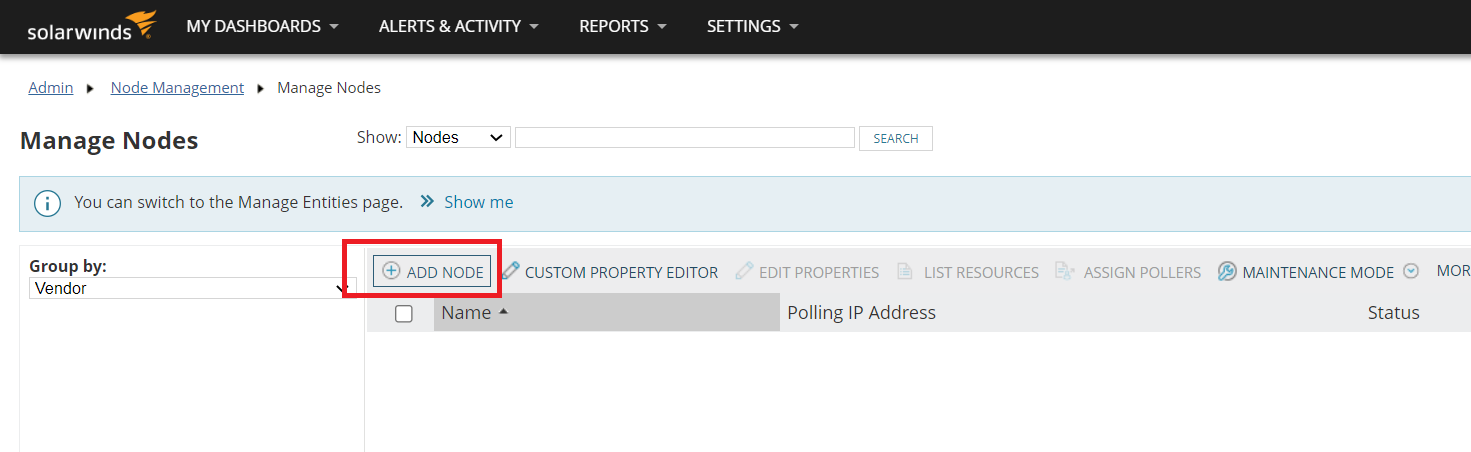 solarwinds MY DASHBOARDS ALERTS & ACTIVITY REPORTS SETTINGS
Admin Node Management Manage Nodes
Manage Nodes Show: Nodes SEARCH
You can switch to the Manage Entities page. Show me
Group by:
Vendor
ADD NODE CUSTOM PROPERTY EDITOR EDIT PROPERTIES LIST RESOURCES ASSIGN POLLERS MAINTENANCE MODE MOR
Name Polling IP Address Status